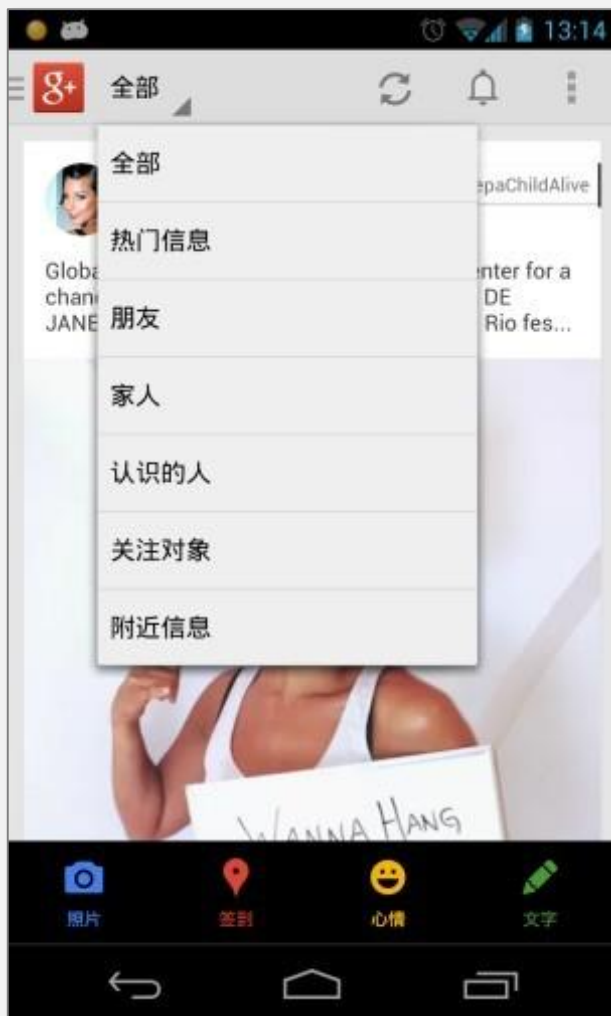 13:14
g+
全部
全部
热门信息
朋友
家人
认识的人
关注对象
附近信息
epaChildAlive
Globa
enter for a
chan
DE
JANE
Rio fes...
WANNA HANG
照片
签到
心情
文字